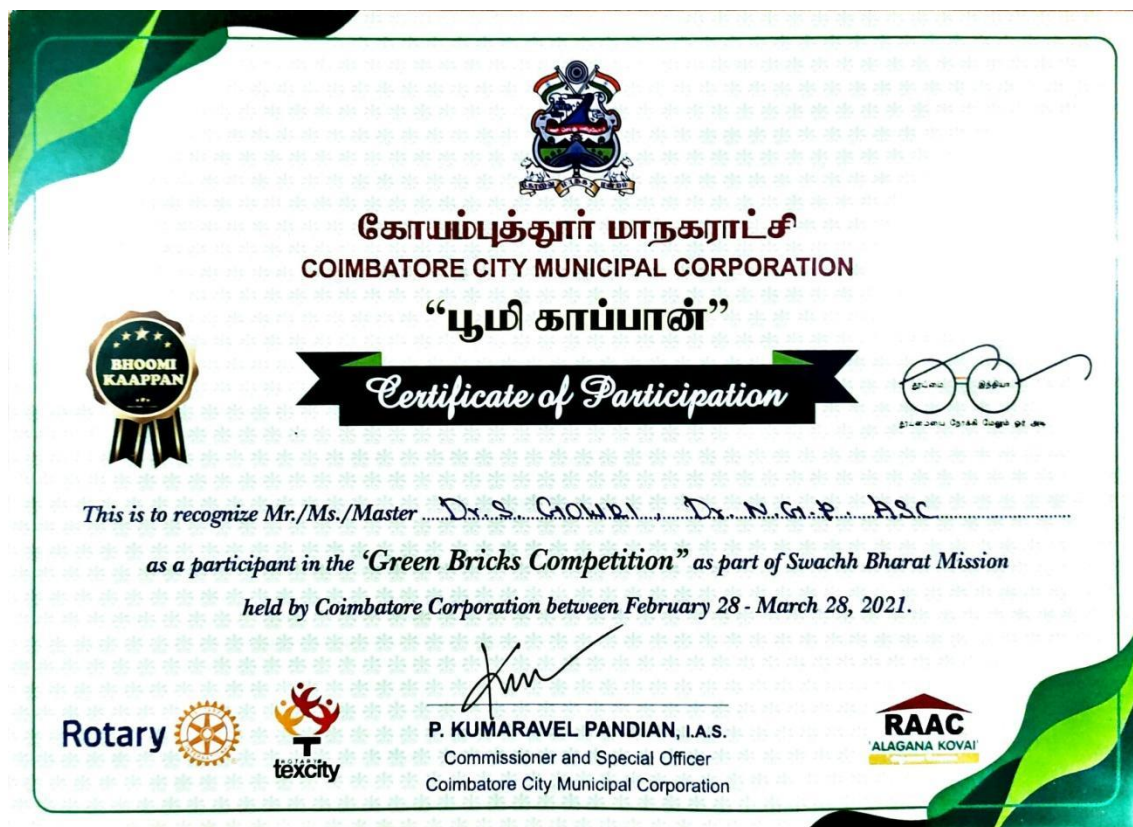 கோயம்புத்தூர் மாநகராட்சி
COIMBATORE CITY MUNICIPAL CORPORATION
“பூமி காப்பான்”
BHOOMI
KAAPPAN
Certificate of Participation
தூய்மை இந்தியா
தூய்மையை நோக்கி மேலும் ஓர் அடி
This is to recognize Mr./Ms./Master Dr. S. GOWRI, Dr. N.G.P. ASC
as a participant in the "Green Bricks Competition" as part of Swachh Bharat Mission
held by Coimbatore Corporation between February 28 - March 28, 2021.
P. KUMARAVEL PANDIAN, I.A.S.
Commissioner and Special Officer
Coimbatore City Municipal Corporation
Rotary
texcity
RAAC
'ALAGANA KOVAI'